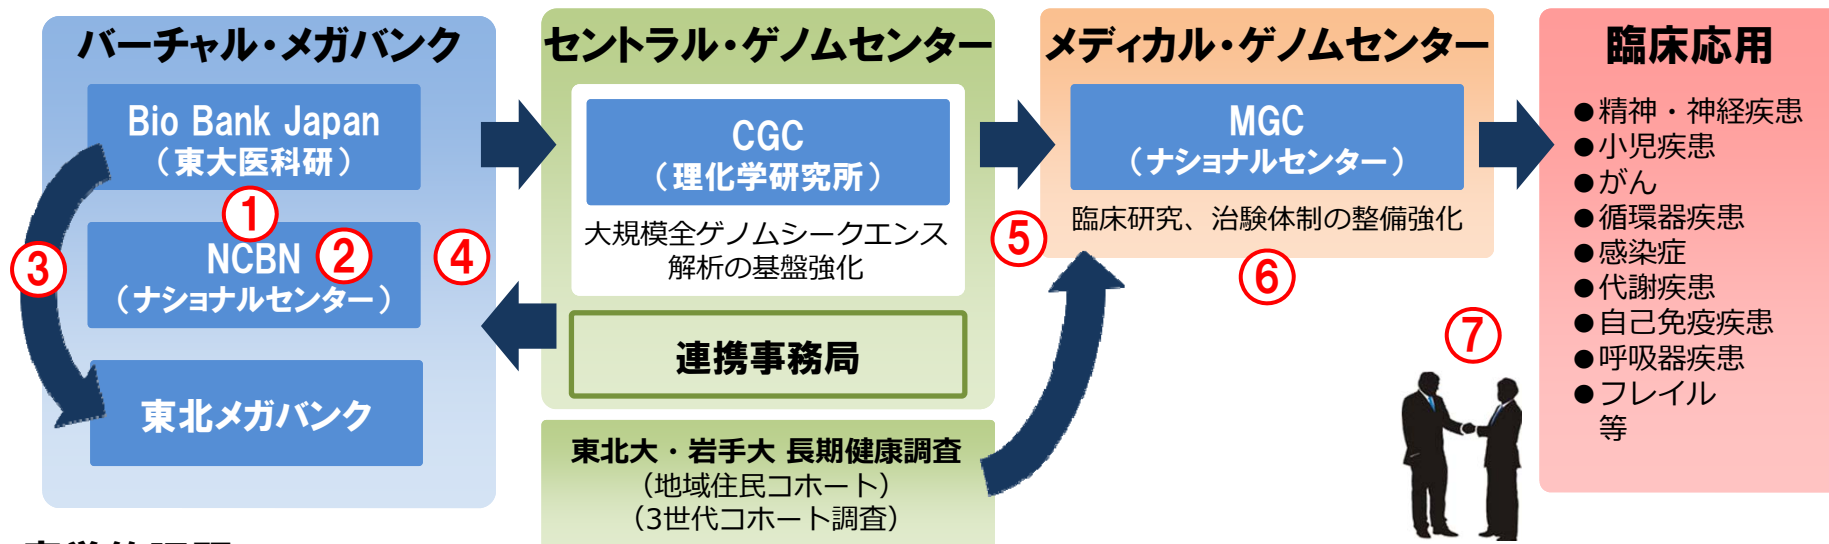 バーチャル・メガバンク
Bio Bank Japan
（東大医科研）
①
NCBN
②
（ナショナルセンター）
③
④
東北メガバンク
セントラル・ゲノムセンター
CGC
（理化学研究所）
大規模全ゲノムシークエンス
解析の基盤強化
連携事務局
東北大・岩手大 長期健康調査
（地域住民コホート）
（3世代コホート調査）
⑤
メディカル・ゲノムセンター
MGC
（ナショナルセンター）
臨床研究、治験体制の整備強化
⑥
⑦
臨床応用
●精神・神経疾患
●小児疾患
●がん
●循環器疾患
●感染症
●代謝疾患
●自己免疫疾患
●呼吸器疾患
●フレイル
等